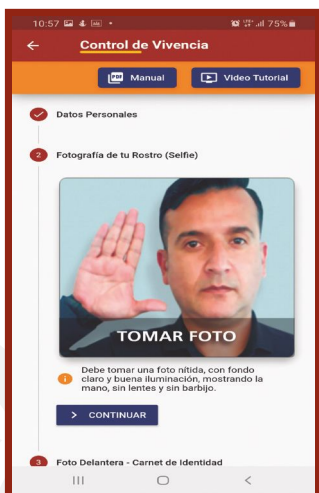 10:57
75%
Control de Vivencia
PDF Manual
Video Tutorial
Datos Personales
2 Fotografía de tu Rostro (Selfie)
TOMAR FOTO
Debe tomar una foto nítida, con fondo
claro y buena iluminación, mostrando la
mano, sin lentes y sin barbijo.
> CONTINUAR
3 Foto Delantera - Carnet de identidad